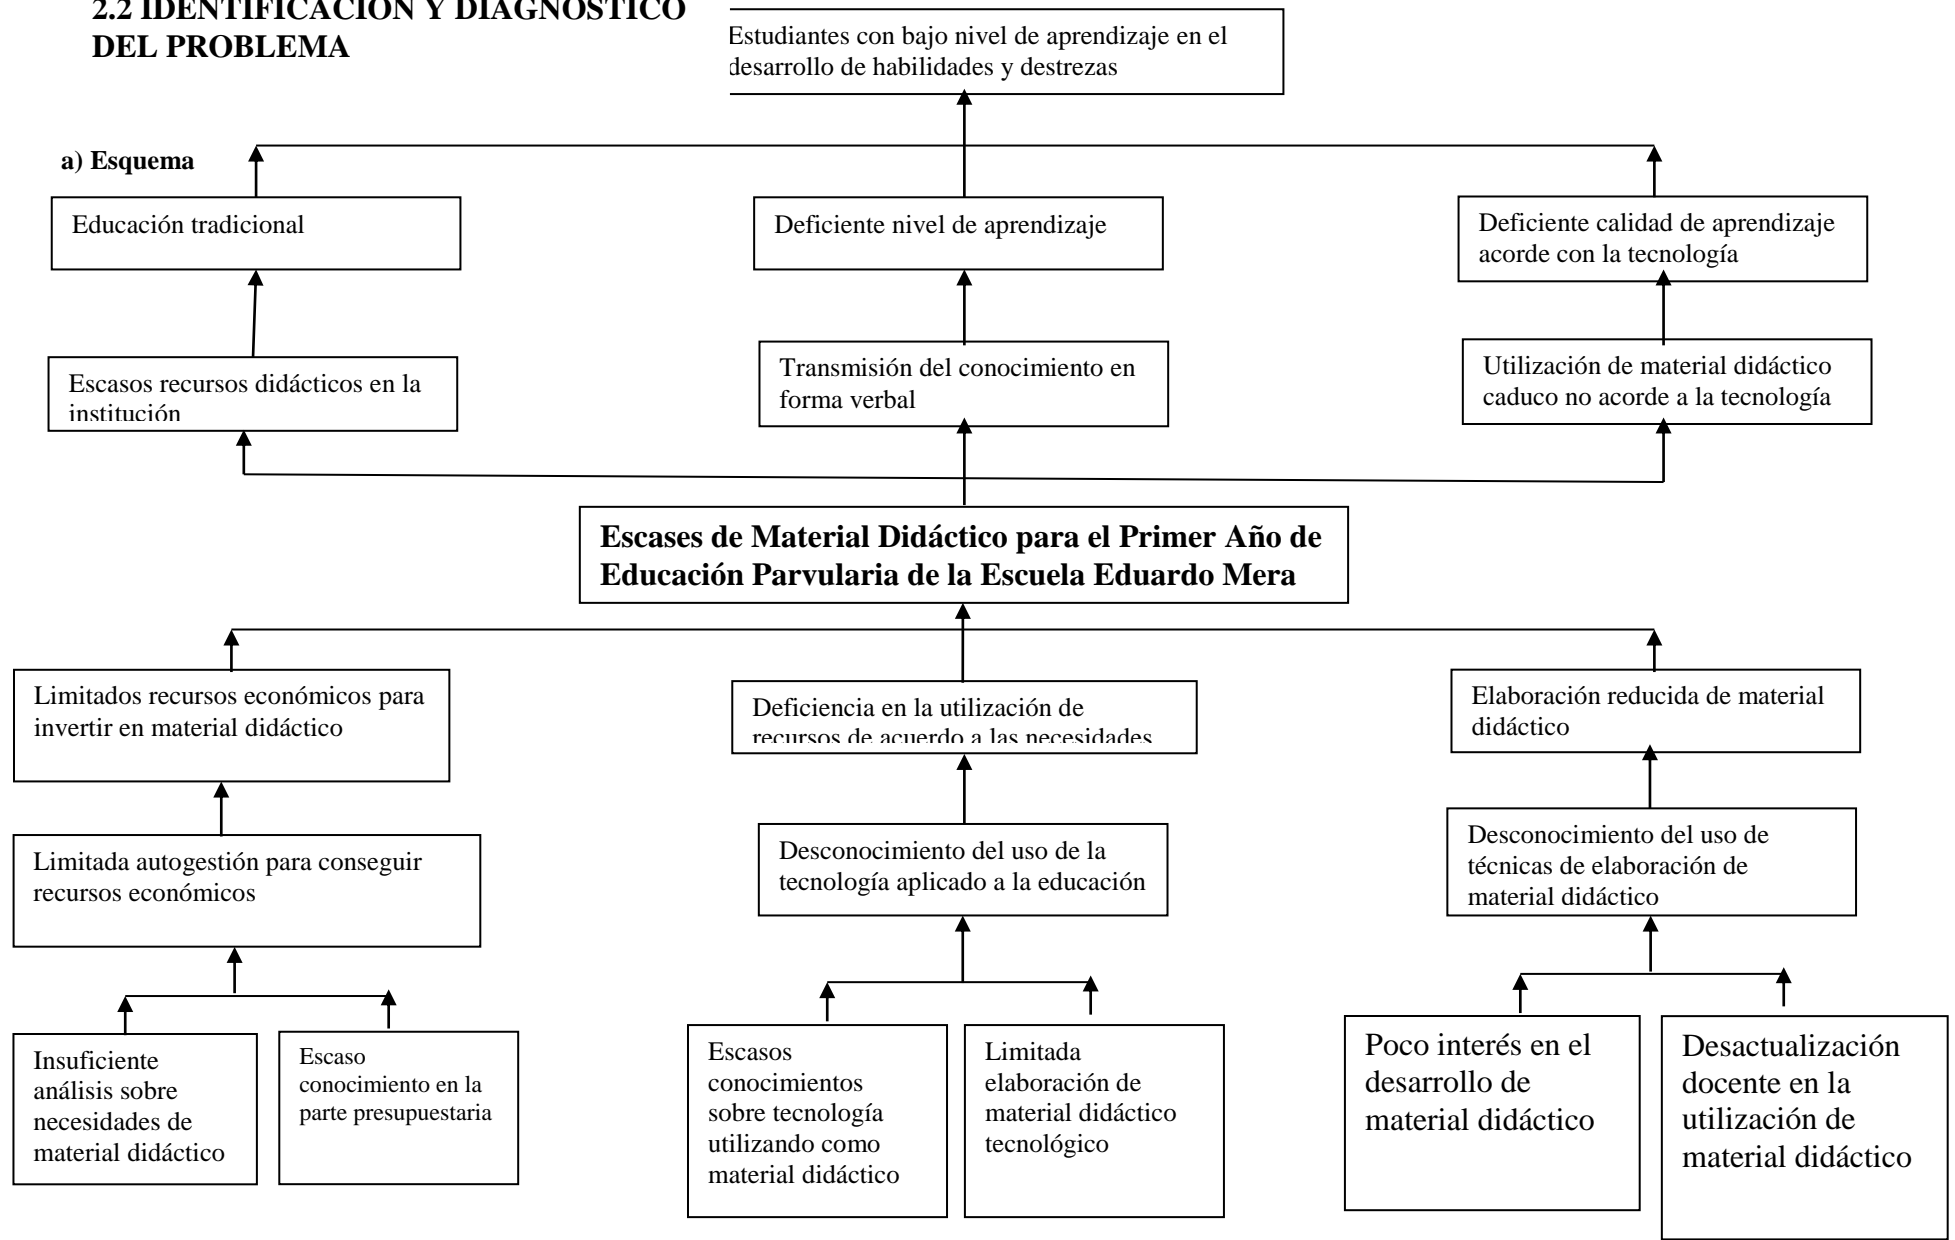 2.2 IDENTIFICACIÓN Y DIAGNÓSTICO
DEL PROBLEMA
Estudiantes con bajo nivel de aprendizaje en el
desarrollo de habilidades y destrezas
a) Esquema
Educación tradicional
Deficiente nivel de aprendizaje
Deficiente calidad de aprendizaje
acorde con la tecnología
Escasos recursos didácticos en la
institución
Transmisión del conocimiento en
forma verbal
Utilización de material didáctico
caduco no acorde a la tecnología
Escases de Material Didáctico para el Primer Año de
Educación Parvularia de la Escuela Eduardo Mera
Limitados recursos económicos para
invertir en material didáctico
Deficiencia en la utilización de
recursos de acuerdo a las necesidades
Elaboración reducida de material
didáctico
Limitada autogestión para conseguir
recursos económicos
Desconocimiento del uso de la
tecnología aplicado a la educación
Desconocimiento del uso de
técnicas de elaboración de
material didáctico
Insuficiente
análisis sobre
necesidades de
material didáctico
Escaso
conocimiento en la
parte presupuestaria
Escasos
conocimientos
sobre tecnología
utilizando como
material didáctico
Limitada
elaboración de
material didáctico
tecnológico
Poco interés en el
desarrollo de
material didáctico
Desactualización
docente en la
utilización de
material didáctico